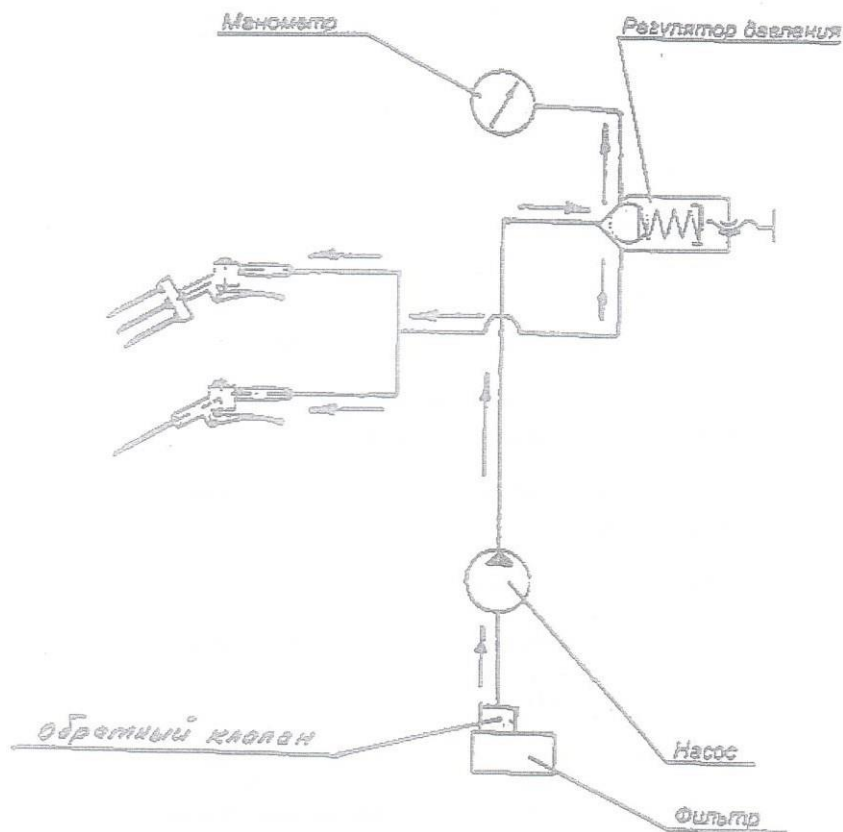 Манометр
Регулятор давления
Обратный клапан
Насос
Фильтр